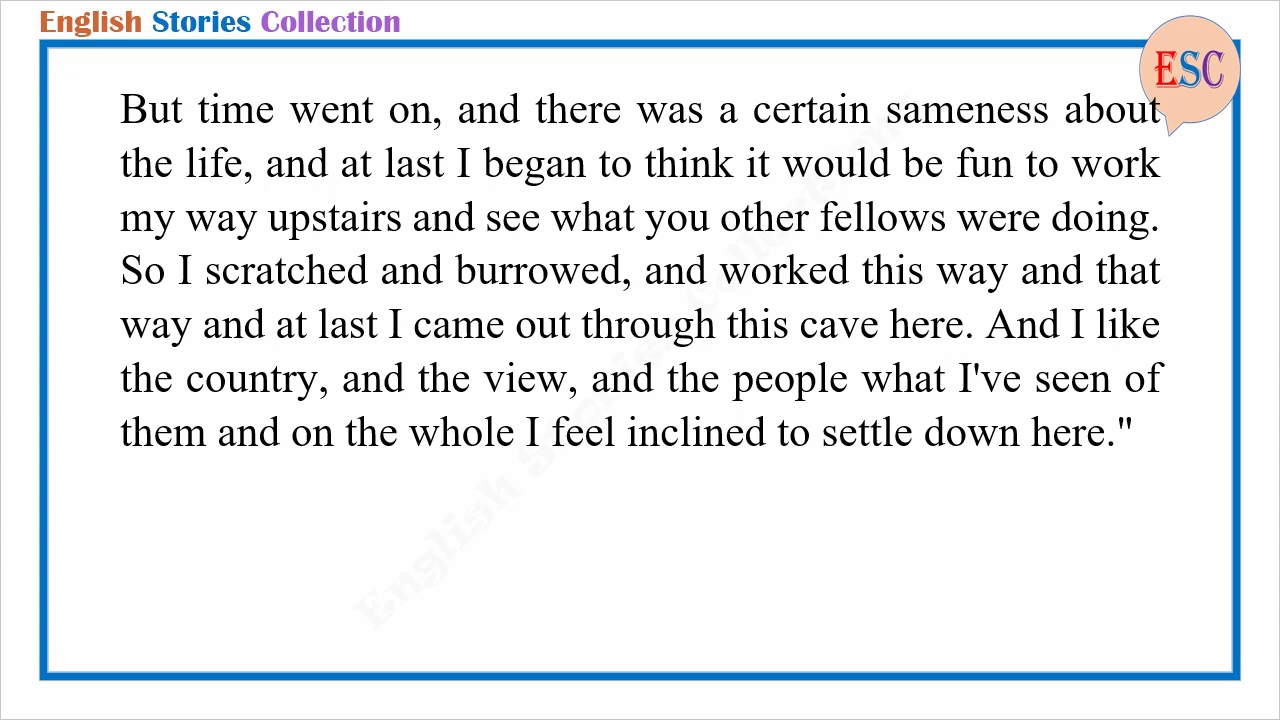 English Stories Collection
ESC
But time went on, and there was a certain sameness about
the life, and at last I began to think it would be fun to work
my way upstairs and see what you other fellows were doing.
So I scratched and burrowed, and worked this way and that
way and at last I came out through this cave here. And I like
the country, and the view, and the people what I've seen of
them and on the whole I feel inclined to settle down here."
English Stories Collection